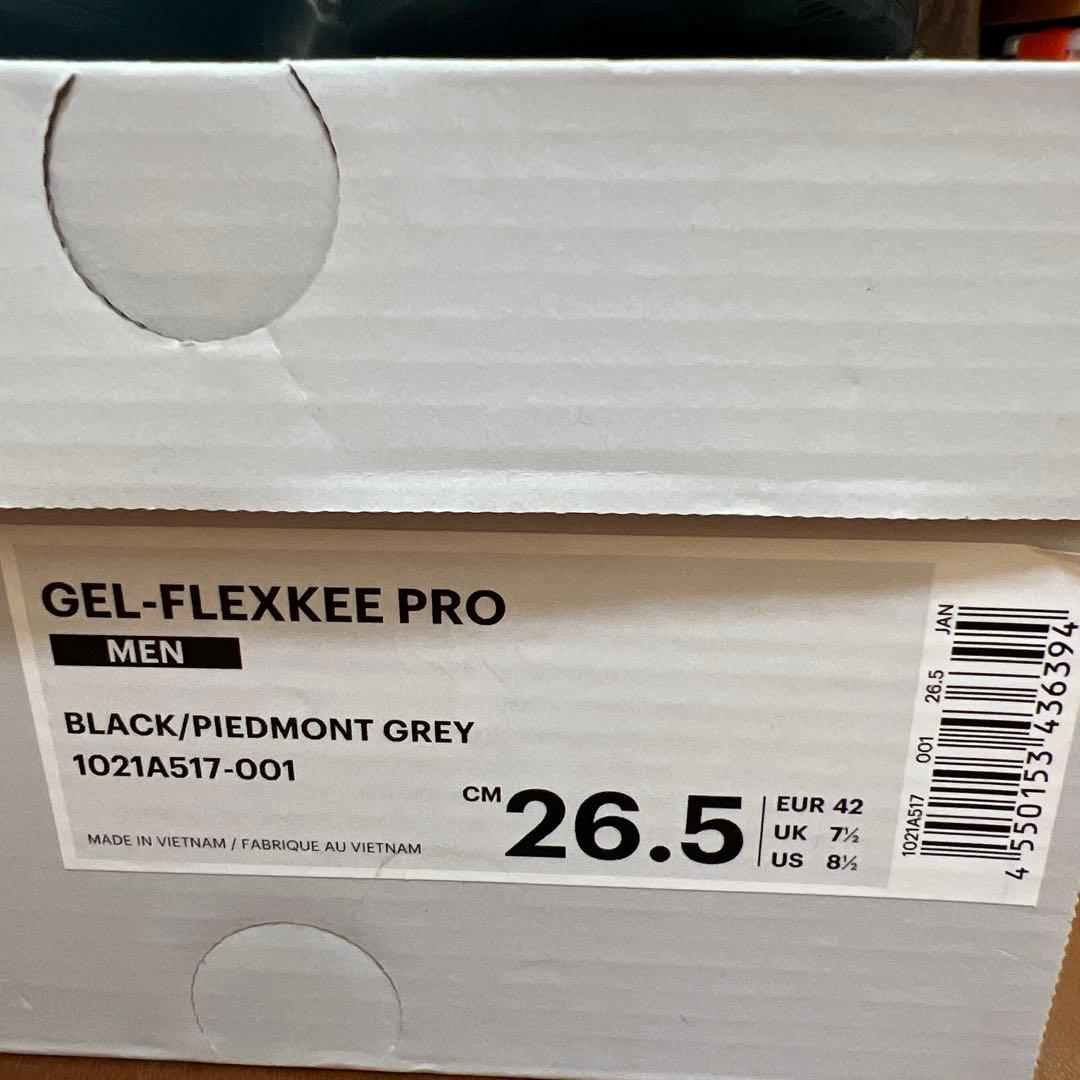 GEL-FLEXKEE PRO
MEN
BLACK/PIEDMONT GREY
1021A517-001
MADE IN VIETNAM / FABRIQUE AU VIETNAM
CM 26.5
EUR 42
UK 7½
US 8½
1021A517 001 26.5 JAN
4 550153 436394